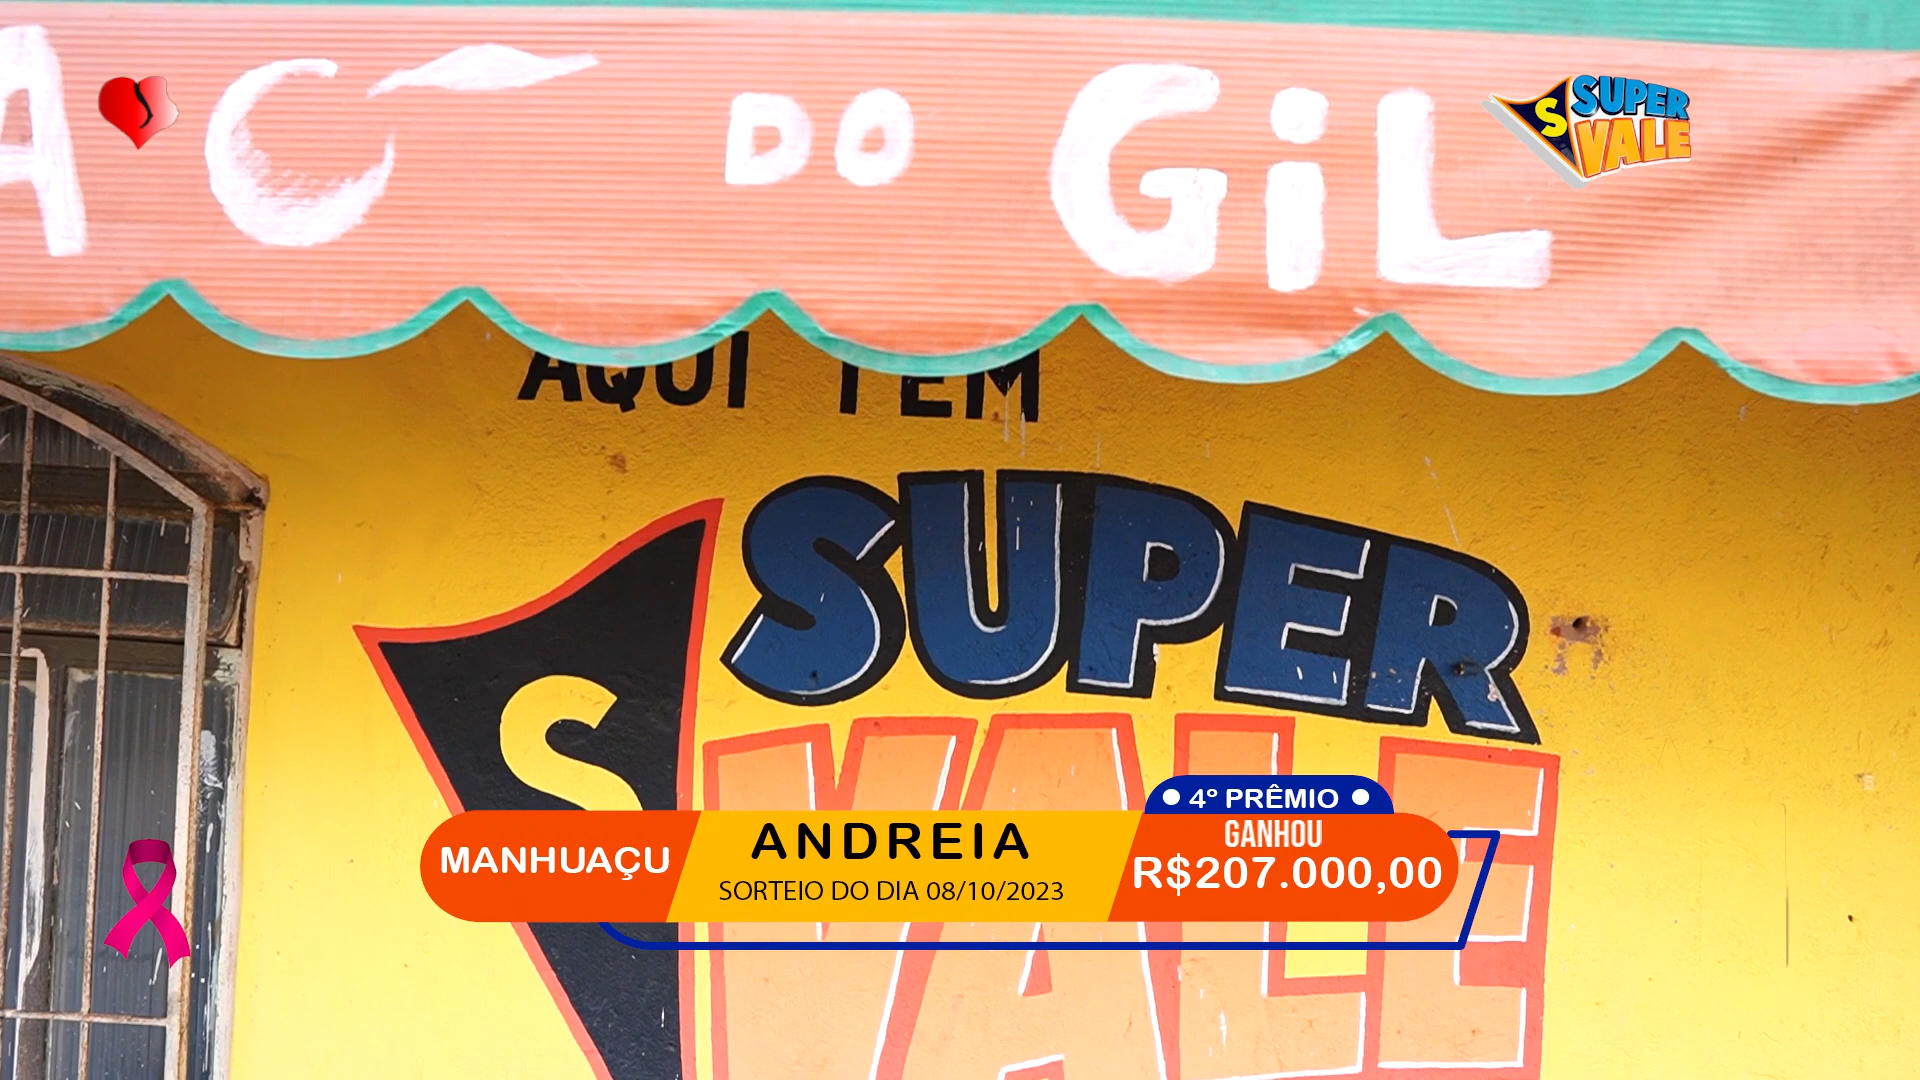 DO GiL
S SUPER
VALE
AQUI TEM
SUPER
S VALE
4º PRÊMIO
MANHUAÇU
ANDREIA
SORTEIO DO DIA 08/10/2023
GANHOU
R$207.000,00